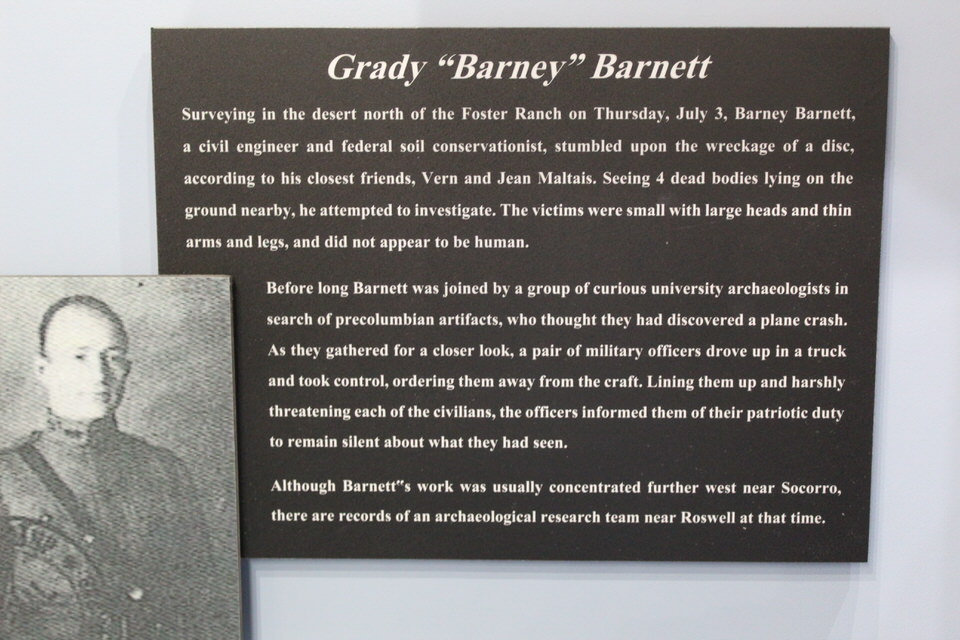 Grady “Barney” Barnett
Surveying in the desert north of the Foster Ranch on Thursday, July 3, Barney Barnett,
a civil engineer and federal soil conservationist, stumbled upon the wreckage of a disc,
according to his closest friends, Vern and Jean Maltais. Seeing 4 dead bodies lying on the
ground nearby, he attempted to investigate. The victims were small with large heads and thin
arms and legs, and did not appear to be human.
Before long Barnett was joined by a group of curious university archaeologists in
search of precolumbian artifacts, who thought they had discovered a plane crash.
As they gathered for a closer look, a pair of military officers drove up in a truck
and took control, ordering them away from the craft. Lining them up and harshly
threatening each of the civilians, the officers informed them of their patriotic duty
to remain silent about what they had seen.
Although Barnett"s work was usually concentrated further west near Socorro,
there are records of an archaeological research team near Roswell at that time.